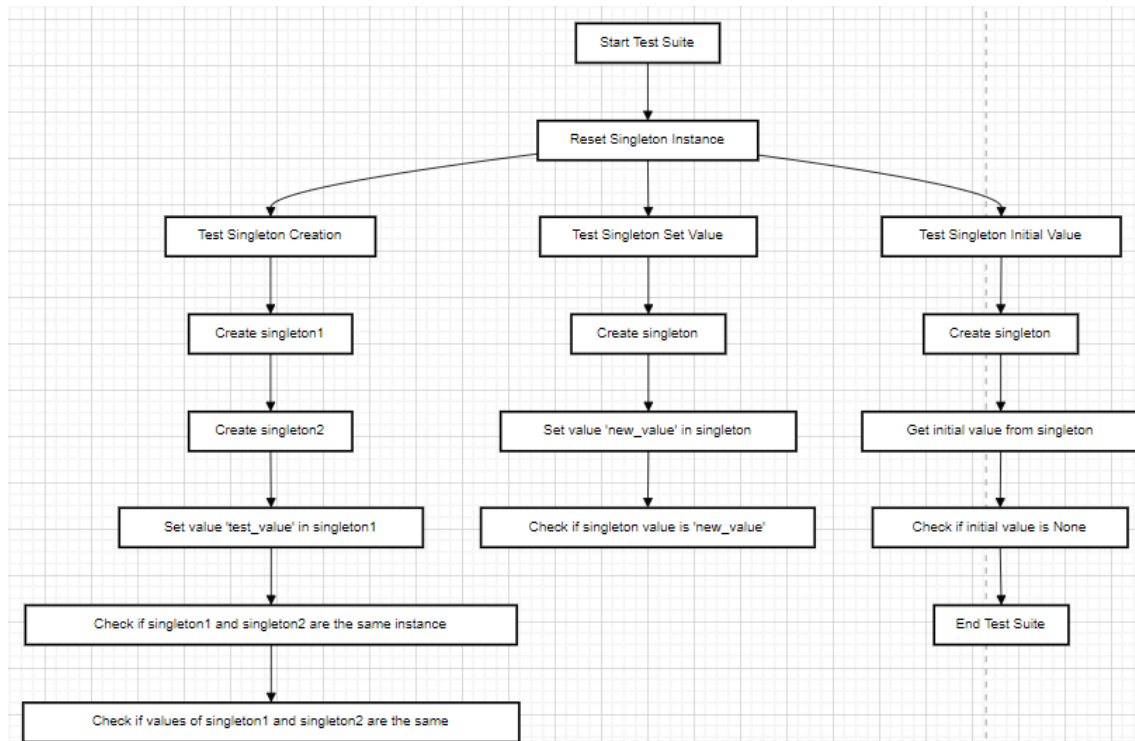 Start Test Suite
Reset Singleton Instance
Test Singleton Creation
Test Singleton Set Value
Test Singleton Initial Value
Create singleton1
Create singleton
Create singleton
Create singleton2
Set value 'new_value' in singleton
Get initial value from singleton
Set value 'test_value' in singleton1
Check if singleton value is 'new_value'
Check if initial value is None
Check if singleton1 and singleton2 are the same instance
End Test Suite
Check if values of singleton1 and singleton2 are the same